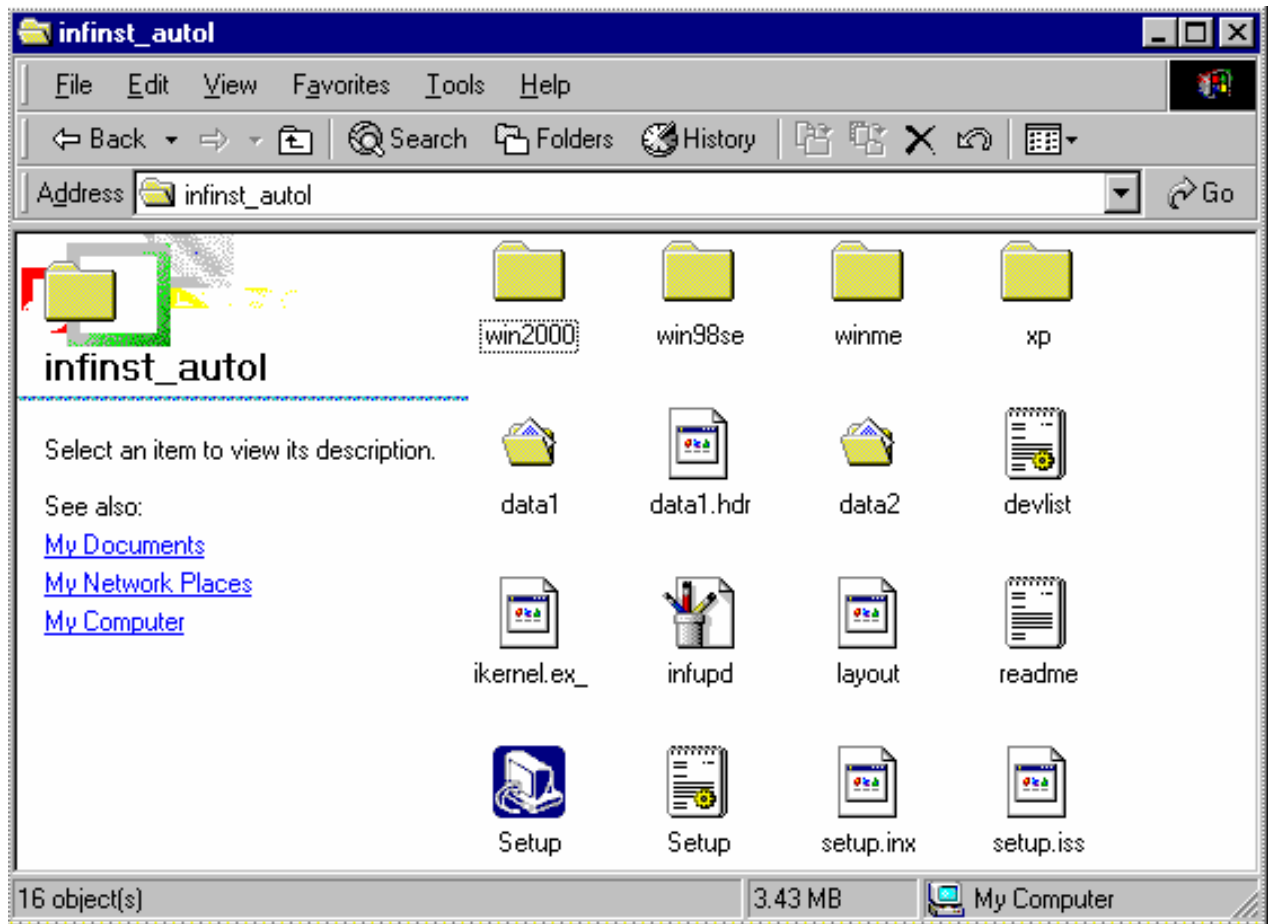 infinst_autol
File Edit View Favorites Tools Help
Back Search Folders History
Address infinst_autol Go
infinst_autol
Select an item to view its description.
See also:
My Documents
My Network Places
My Computer
win2000 win98se winme xp
data1 data1.hdr data2 devlist
ikernel.ex_ infupd layout readme
Setup Setup setup.inx setup.iss
16 object(s) 3.43 MB My Computer